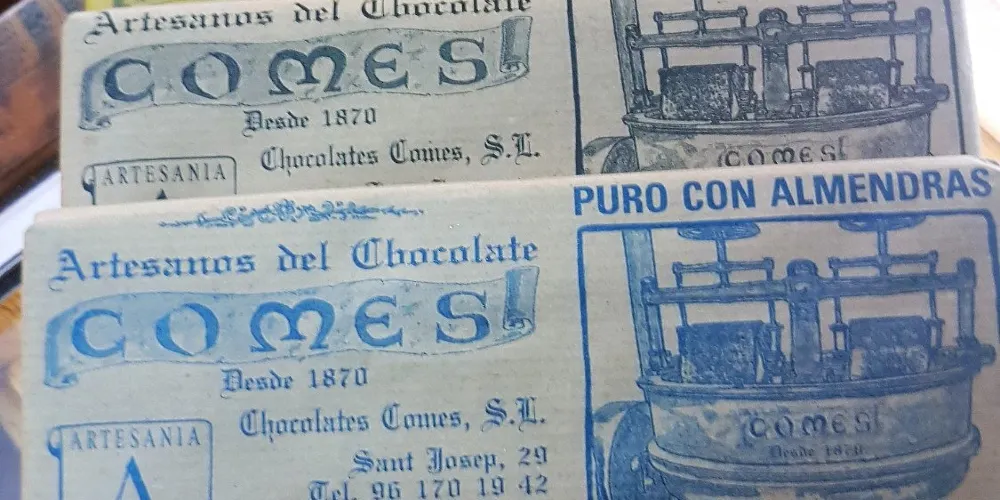 Artesanos del Chocolate
COMES
Desde 1870
Chocolates Comes, S.L.
ARTESANIA
COMES
PURO CON ALMENDRAS
Artesanos del Chocolate
COMES
Desde 1870
Chocolates Comes, S.L.
Sant Josep, 29
Tel. 96 170 19 42
ARTESANIA
A
COMES
Desde 1870